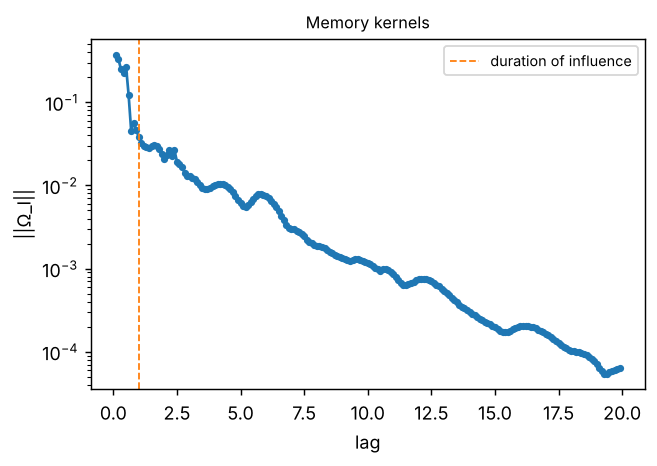 Memory kernels
duration of influence
||Ω_l||
10⁻¹
10⁻²
10⁻³
10⁻⁴
0.0 2.5 5.0 7.5 10.0 12.5 15.0 17.5 20.0
lag